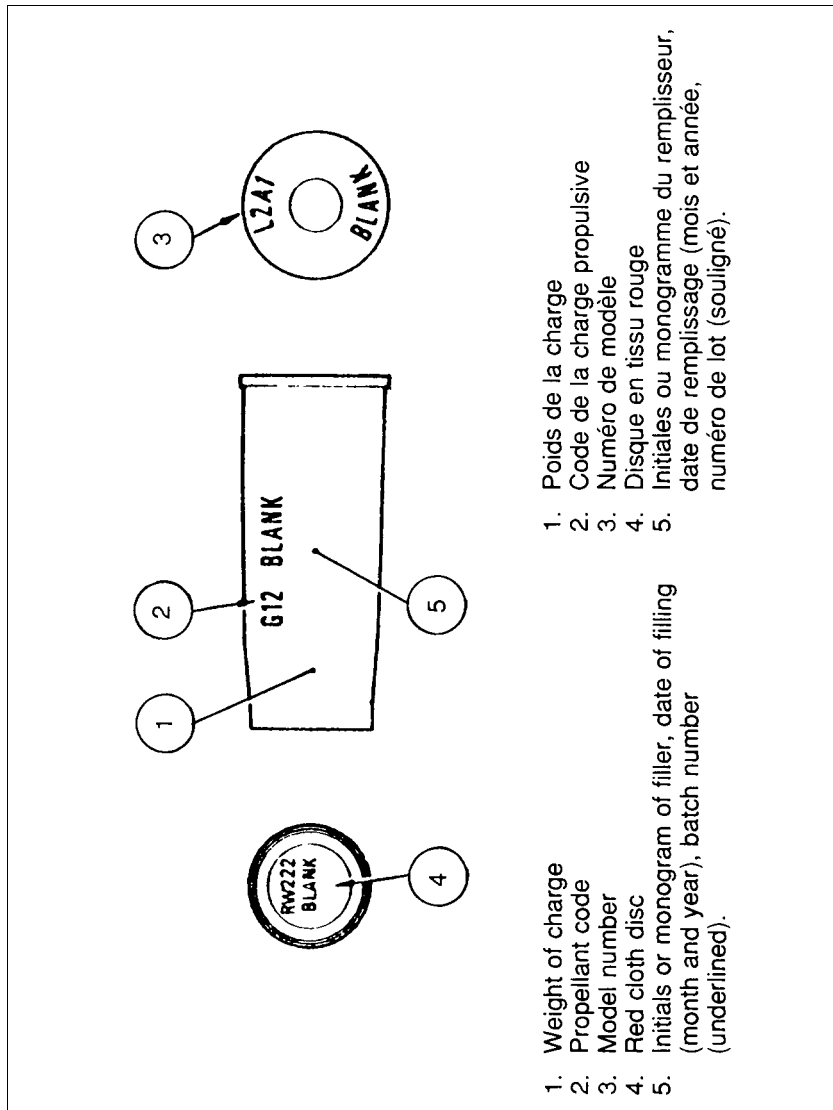 3
L2A1
BLANK
2
G12 BLANK
5
1
RW222
BLANK
4
1. Weight of charge
2. Propellant code
3. Model number
4. Red cloth disc
5. Initials or monogram of filler, date of filling
(month and year), batch number
(underlined).
1. Poids de la charge
2. Code de la charge propulsive
3. Numéro de modèle
4. Disque en tissu rouge
5. Initiales ou monogramme du remplisseur,
date de remplissage (mois et année,
numéro de lot (souligné).